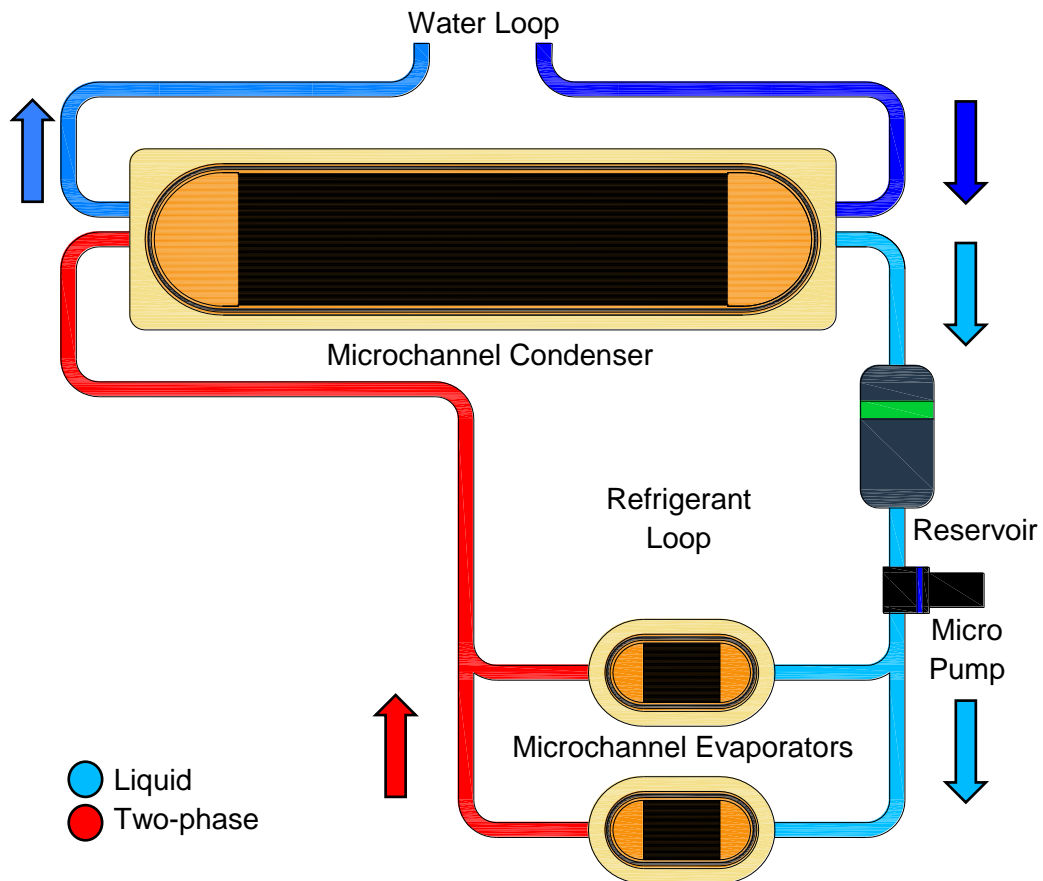 Water Loop
Microchannel Condenser
Refrigerant
Loop
Reservoir
Micro
Pump
Microchannel Evaporators
Liquid
Two-phase